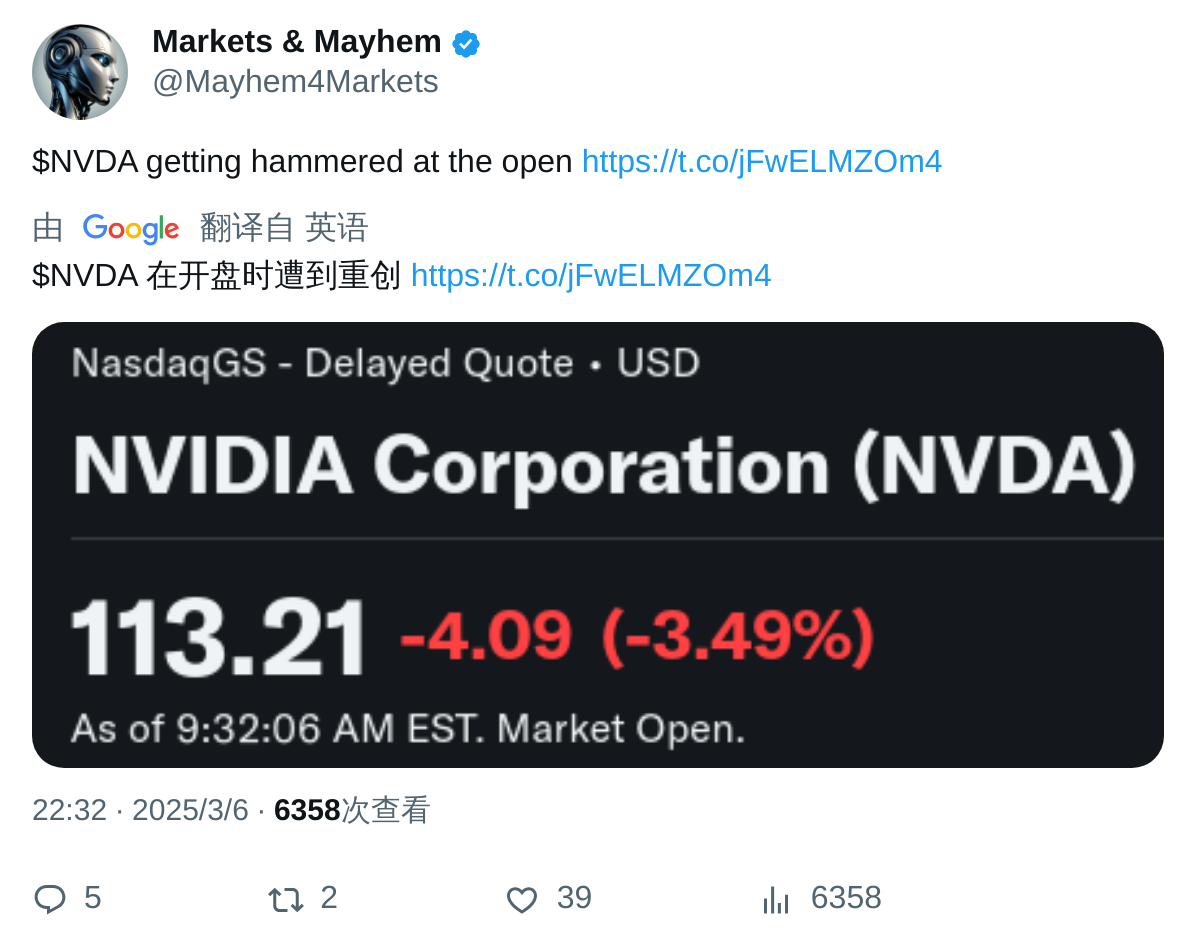 Markets & Mayhem
@Mayhem4Markets
$NVDA getting hammered at the open https://t.co/jFwELMZOm4
由 Google 翻译自 英语
$NVDA 在开盘时遭到重创 https://t.co/jFwELMZOm4
NasdaqGS - Delayed Quote • USD
NVIDIA Corporation (NVDA)
113.21 -4.09 (-3.49%)
As of 9:32:06 AM EST. Market Open.
22:32 · 2025/3/6 · 6358次查看
5 2 39 6358